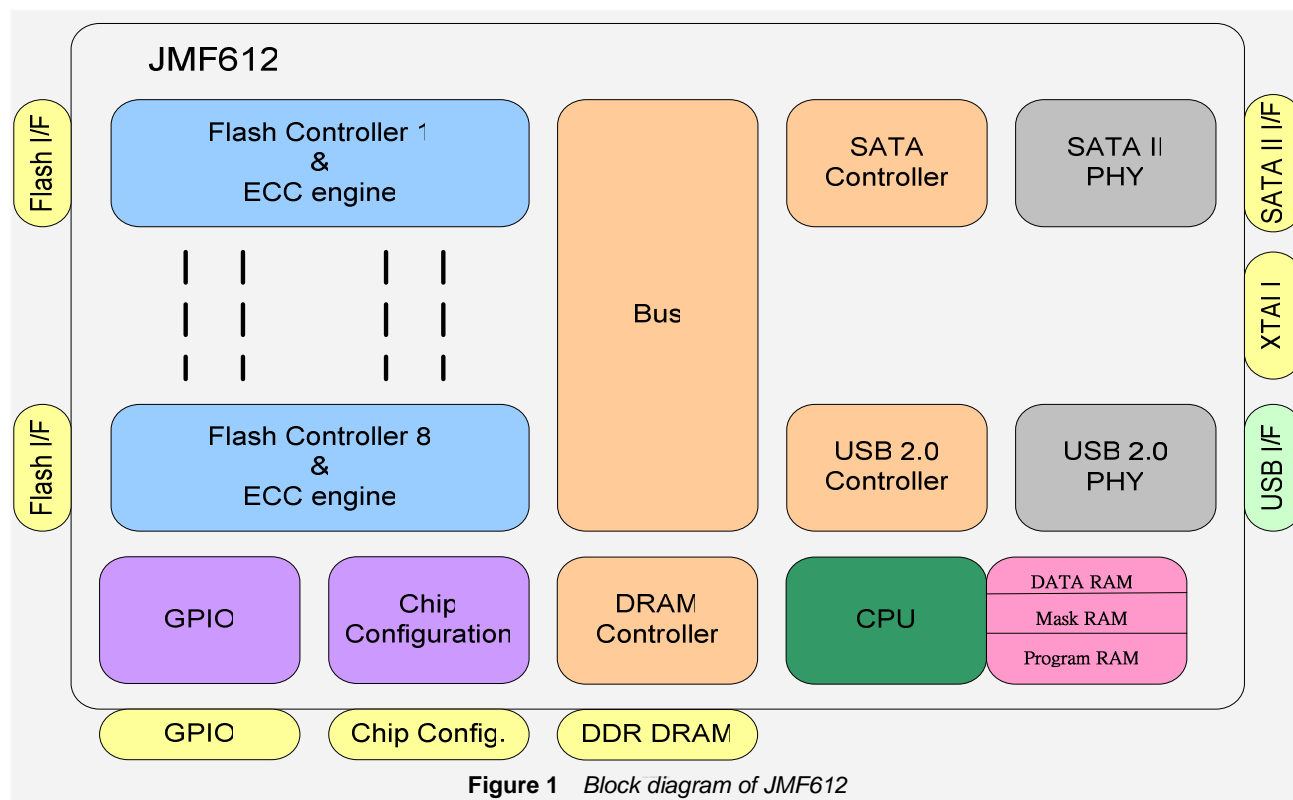 JMF612
Flash I/F
Flash Controller 1
&
ECC engine
Bus
SATA
Controller
SATA II
PHY
SATA II I/F
XTAI I
Flash I/F
Flash Controller 8
&
ECC engine
USB 2.0
Controller
USB 2.0
PHY
USB I/F
GPIO
Chip
Configuration
DRAM
Controller
CPU
DATA RAM
Mask RAM
Program RAM
GPIO
Chip Config.
DDR DRAM
Figure 1 Block diagram of JMF612